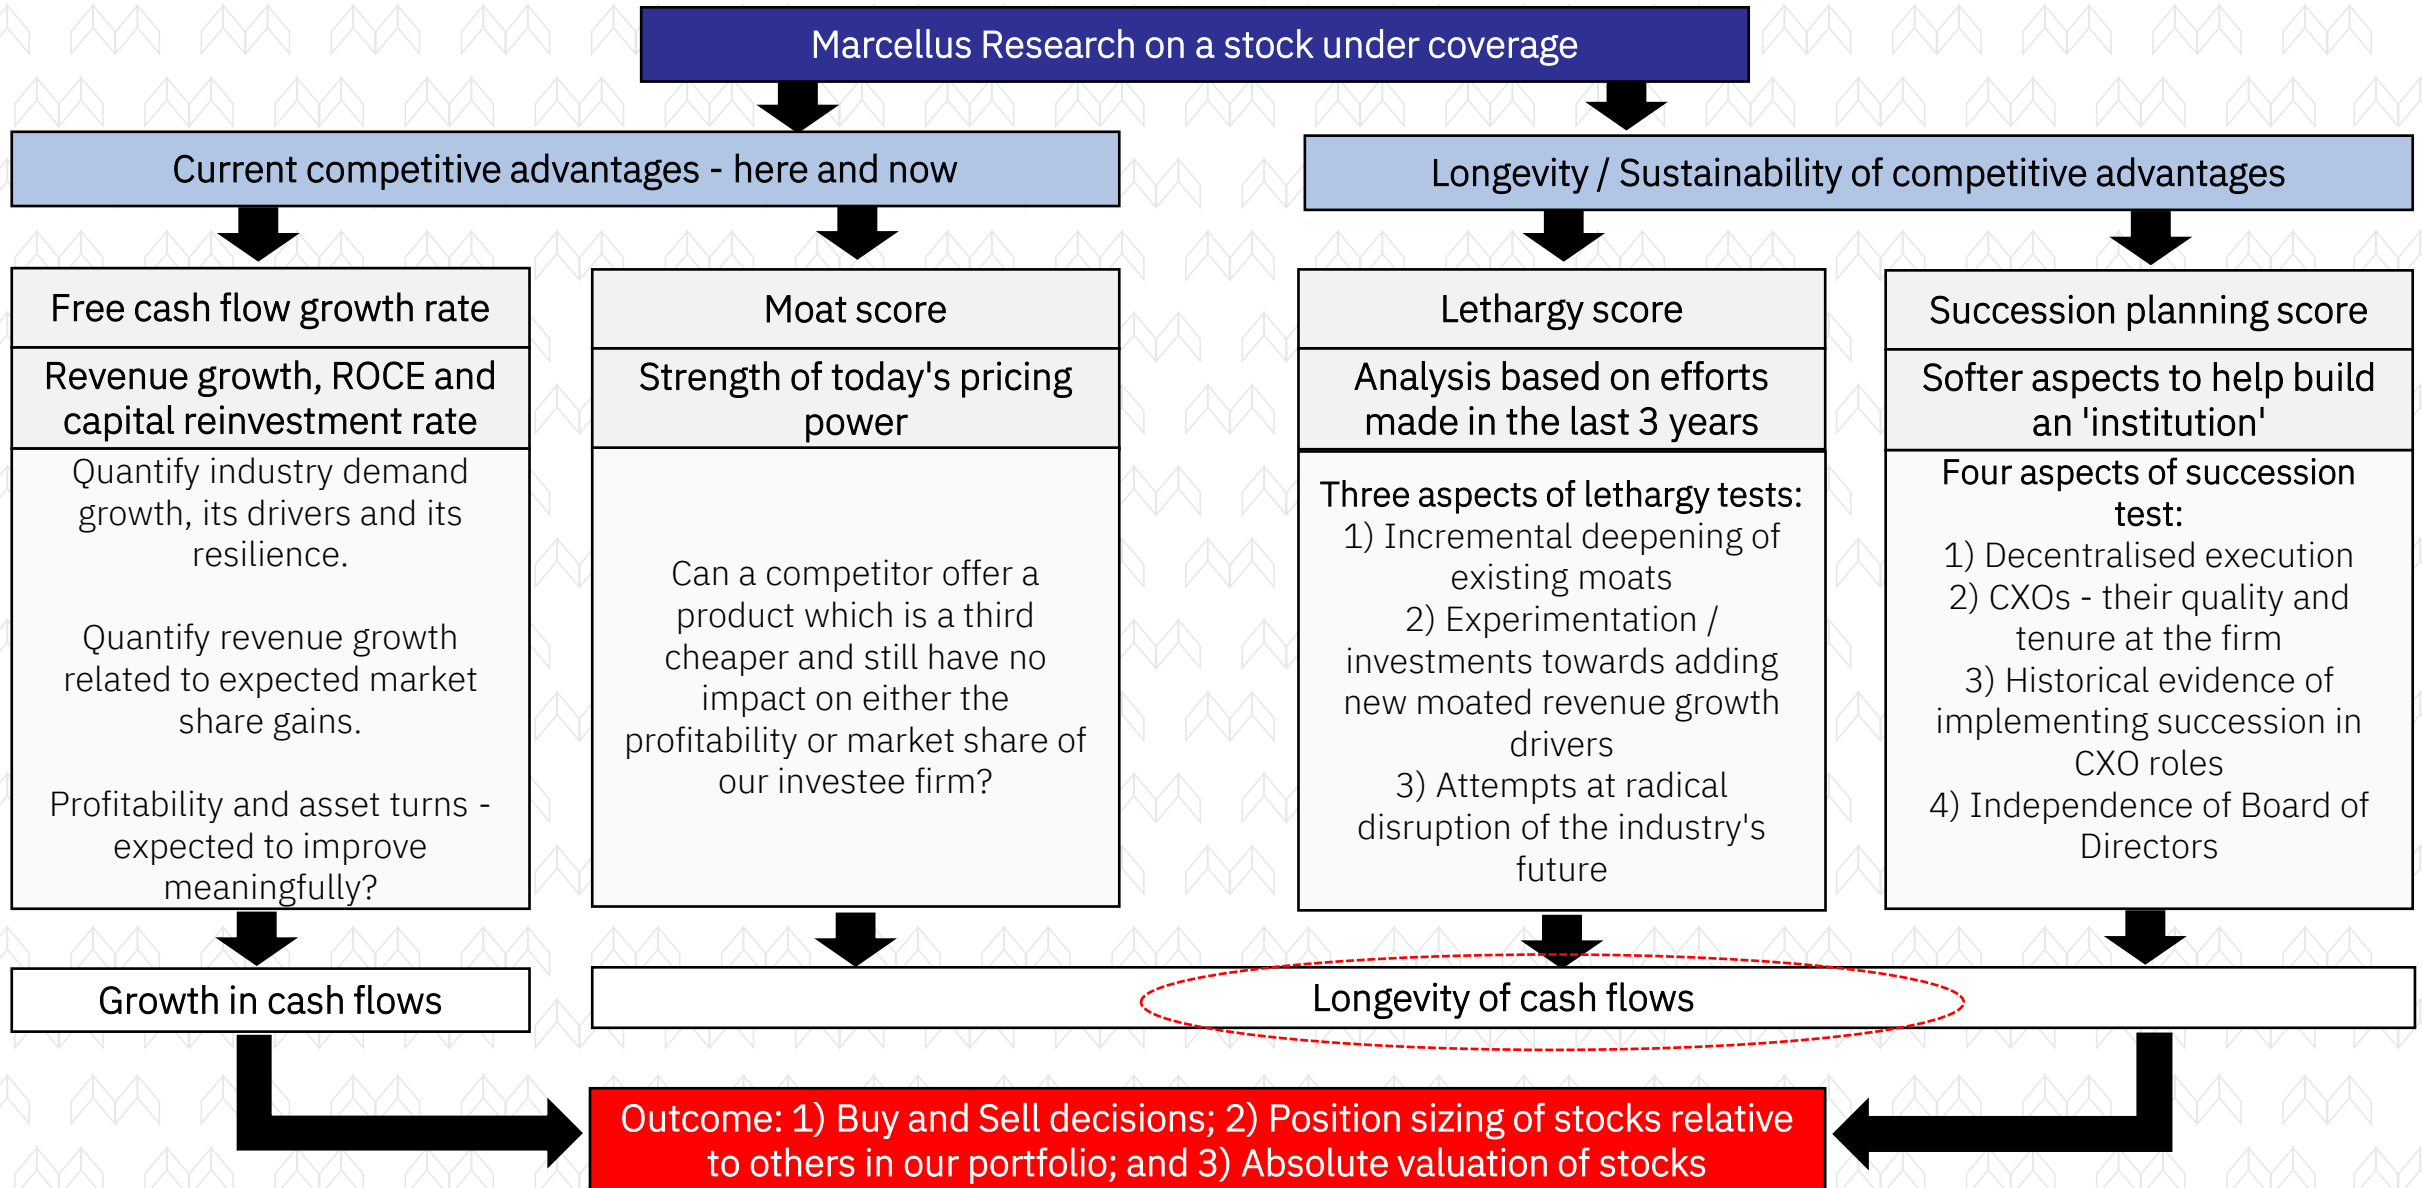 Marcellus Research on a stock under coverage
Current competitive advantages - here and now
Longevity / Sustainability of competitive advantages
Free cash flow growth rate
Revenue growth, ROCE and
capital reinvestment rate
Quantify industry demand
growth, its drivers and its
resilience.
Quantify revenue growth
related to expected market
share gains.
Profitability and asset turns -
expected to improve
meaningfully?
Moat score
Strength of today's pricing
power
Can a competitor offer a
product which is a third
cheaper and still have no
impact on either the
profitability or market share of
our investee firm?
Lethargy score
Analysis based on efforts
made in the last 3 years
Three aspects of lethargy tests:
1) Incremental deepening of
existing moats
2) Experimentation /
investments towards adding
new moated revenue growth
drivers
3) Attempts at radical
disruption of the industry's
future
Succession planning score
Softer aspects to help build
an 'institution'
Four aspects of succession
test:
1) Decentralised execution
2) CXOs - their quality and
tenure at the firm
3) Historical evidence of
implementing succession in
CXO roles
4) Independence of Board of
Directors
Growth in cash flows
Longevity of cash flows
Outcome: 1) Buy and Sell decisions; 2) Position sizing of stocks relative
to others in our portfolio; and 3) Absolute valuation of stocks